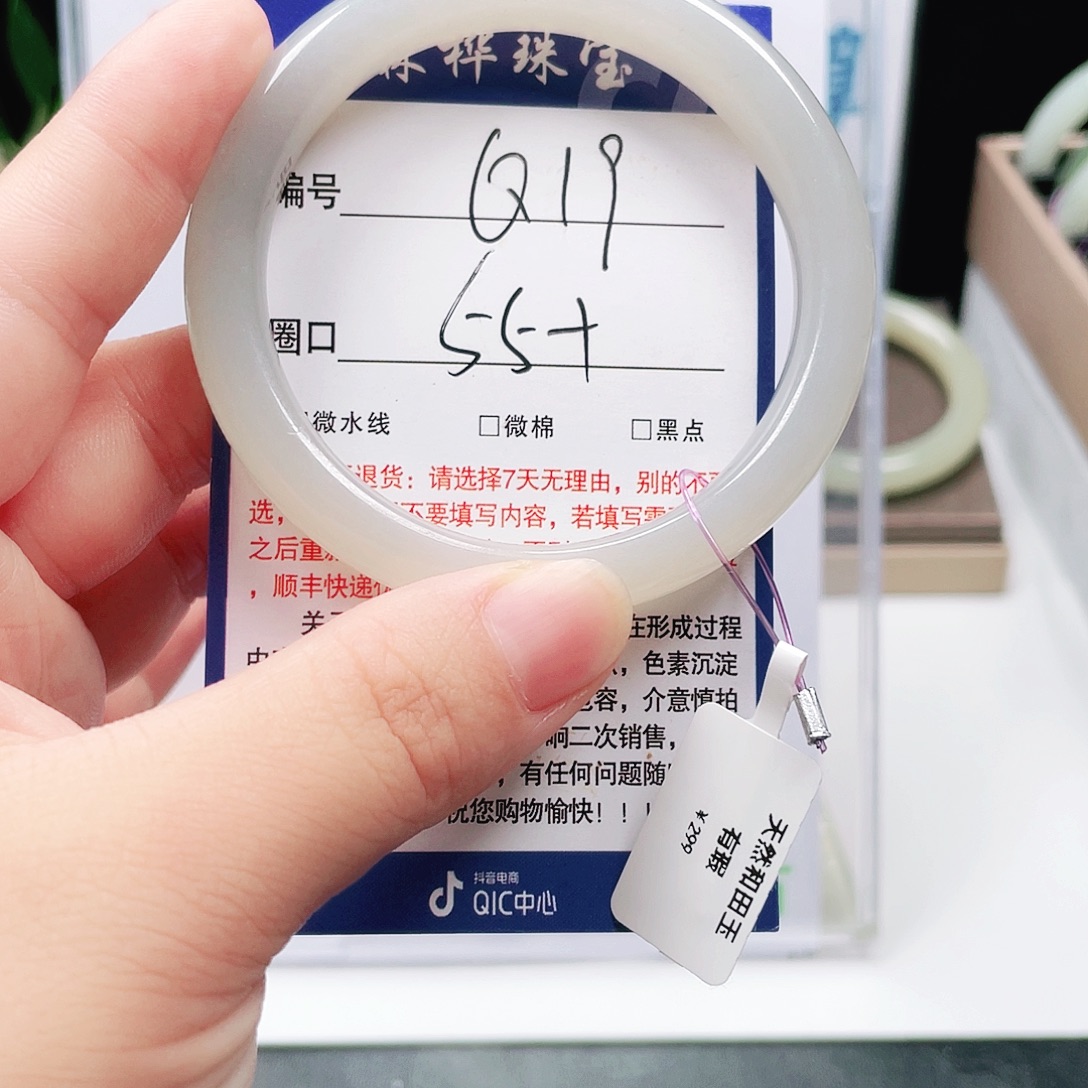 桦珠宝
编号 Q19
圈口 55+
微水线 □微棉 □黑点
退货：请选择7天无理由，别的不
选， 不要填写内容，若填写
之后重
，顺丰快递
关 在形成过程
，色素沉淀
容，介意慎拍
响二次销售，
，有任何问题随
祝您购物愉快！！！
抖音电商
QIC中心
天然和田玉
有瑕
¥299